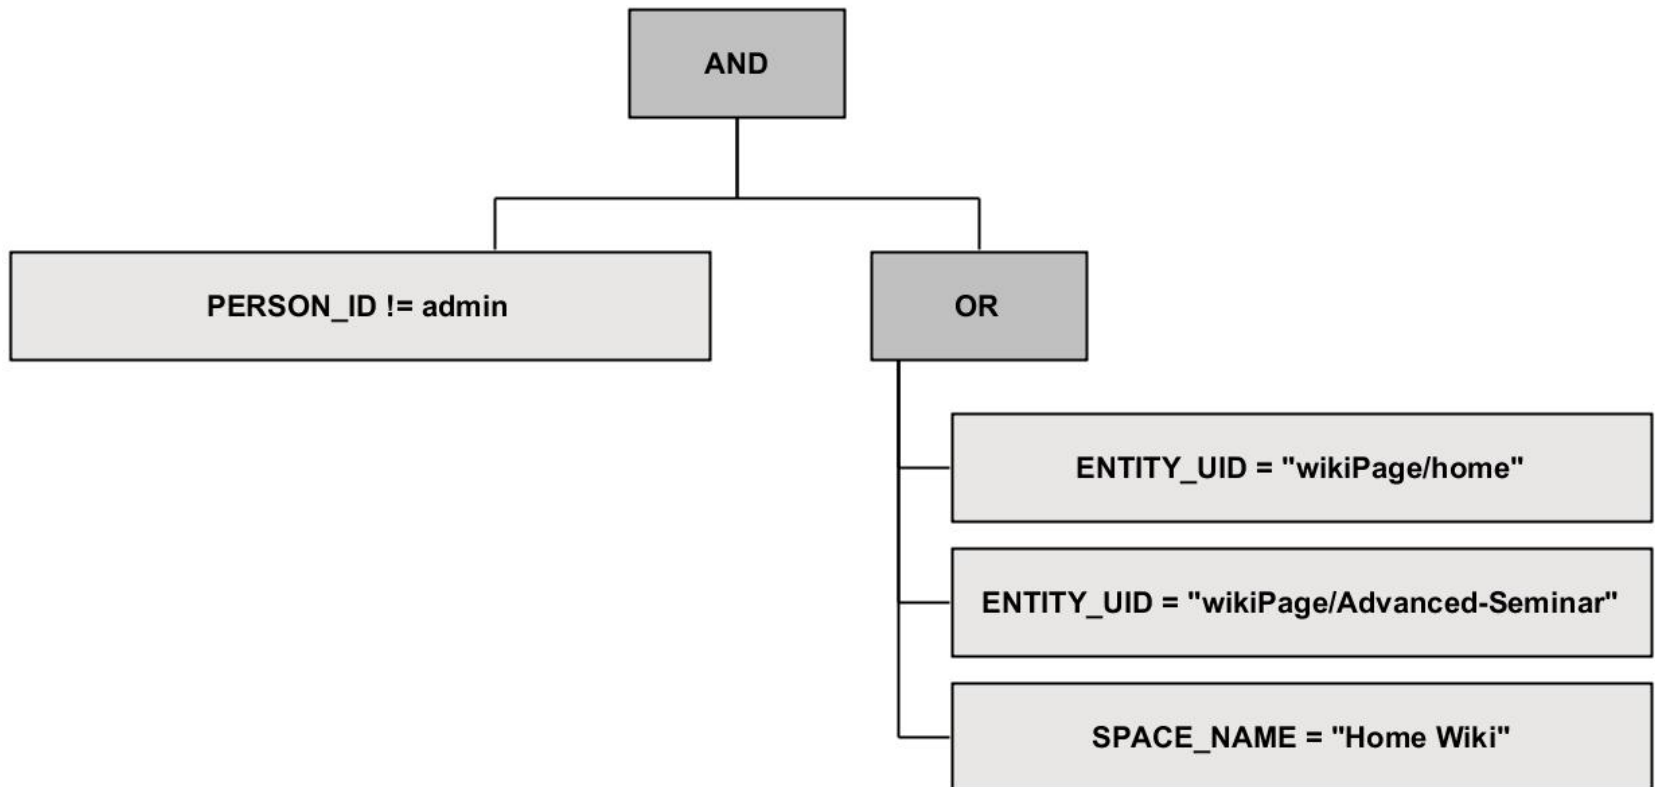 AND
PERSON_ID != admin
OR
ENTITY_UID = "wikiPage/home"
ENTITY_UID = "wikiPage/Advanced-Seminar"
SPACE_NAME = "Home Wiki"